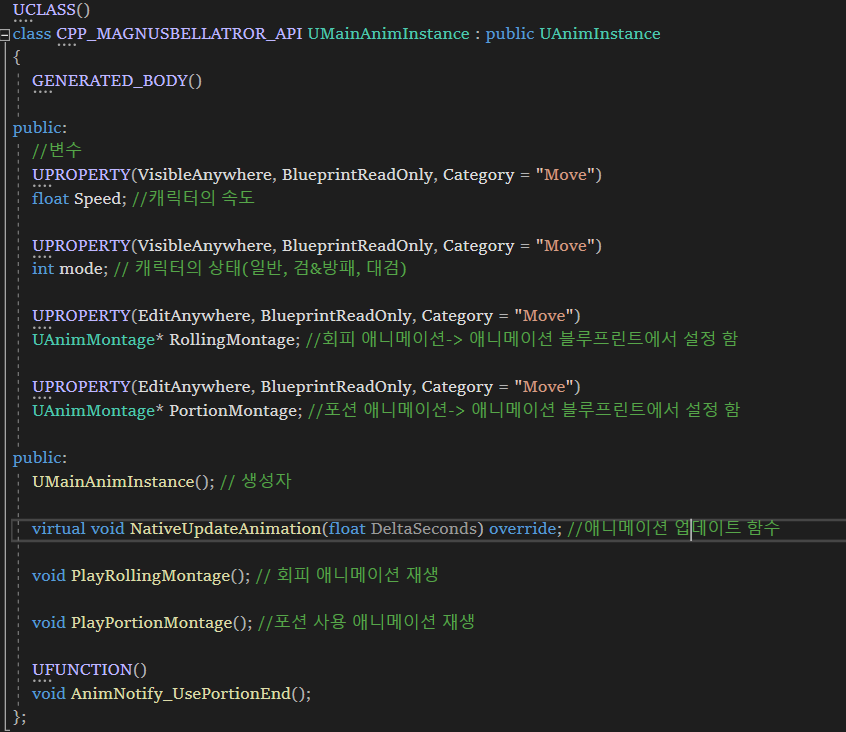 UCLASS()
class CPP_MAGNUSBELLATROR_API UMainAnimInstance : public UAnimInstance
{
GENERATED_BODY()
public:
//변수
UPROPERTY(VisibleAnywhere, BlueprintReadOnly, Category = "Move")
float Speed; //캐릭터의 속도
UPROPERTY(VisibleAnywhere, BlueprintReadOnly, Category = "Move")
int mode; // 캐릭터의 상태(일반, 검&방패, 대검)
UPROPERTY(EditAnywhere, BlueprintReadOnly, Category = "Move")
UAnimMontage* RollingMontage; //회피 애니메이션-> 애니메이션 블루프린트에서 설정 함
UPROPERTY(EditAnywhere, BlueprintReadOnly, Category = "Move")
UAnimMontage* PortionMontage; //포션 애니메이션-> 애니메이션 블루프린트에서 설정 함
public:
UMainAnimInstance(); // 생성자
virtual void NativeUpdateAnimation(float DeltaSeconds) override; //애니메이션 업데이트 함수
void PlayRollingMontage(); // 회피 애니메이션 재생
void PlayPortionMontage(); //포션 사용 애니메이션 재생
UFUNCTION()
void AnimNotify_UsePortionEnd();
};